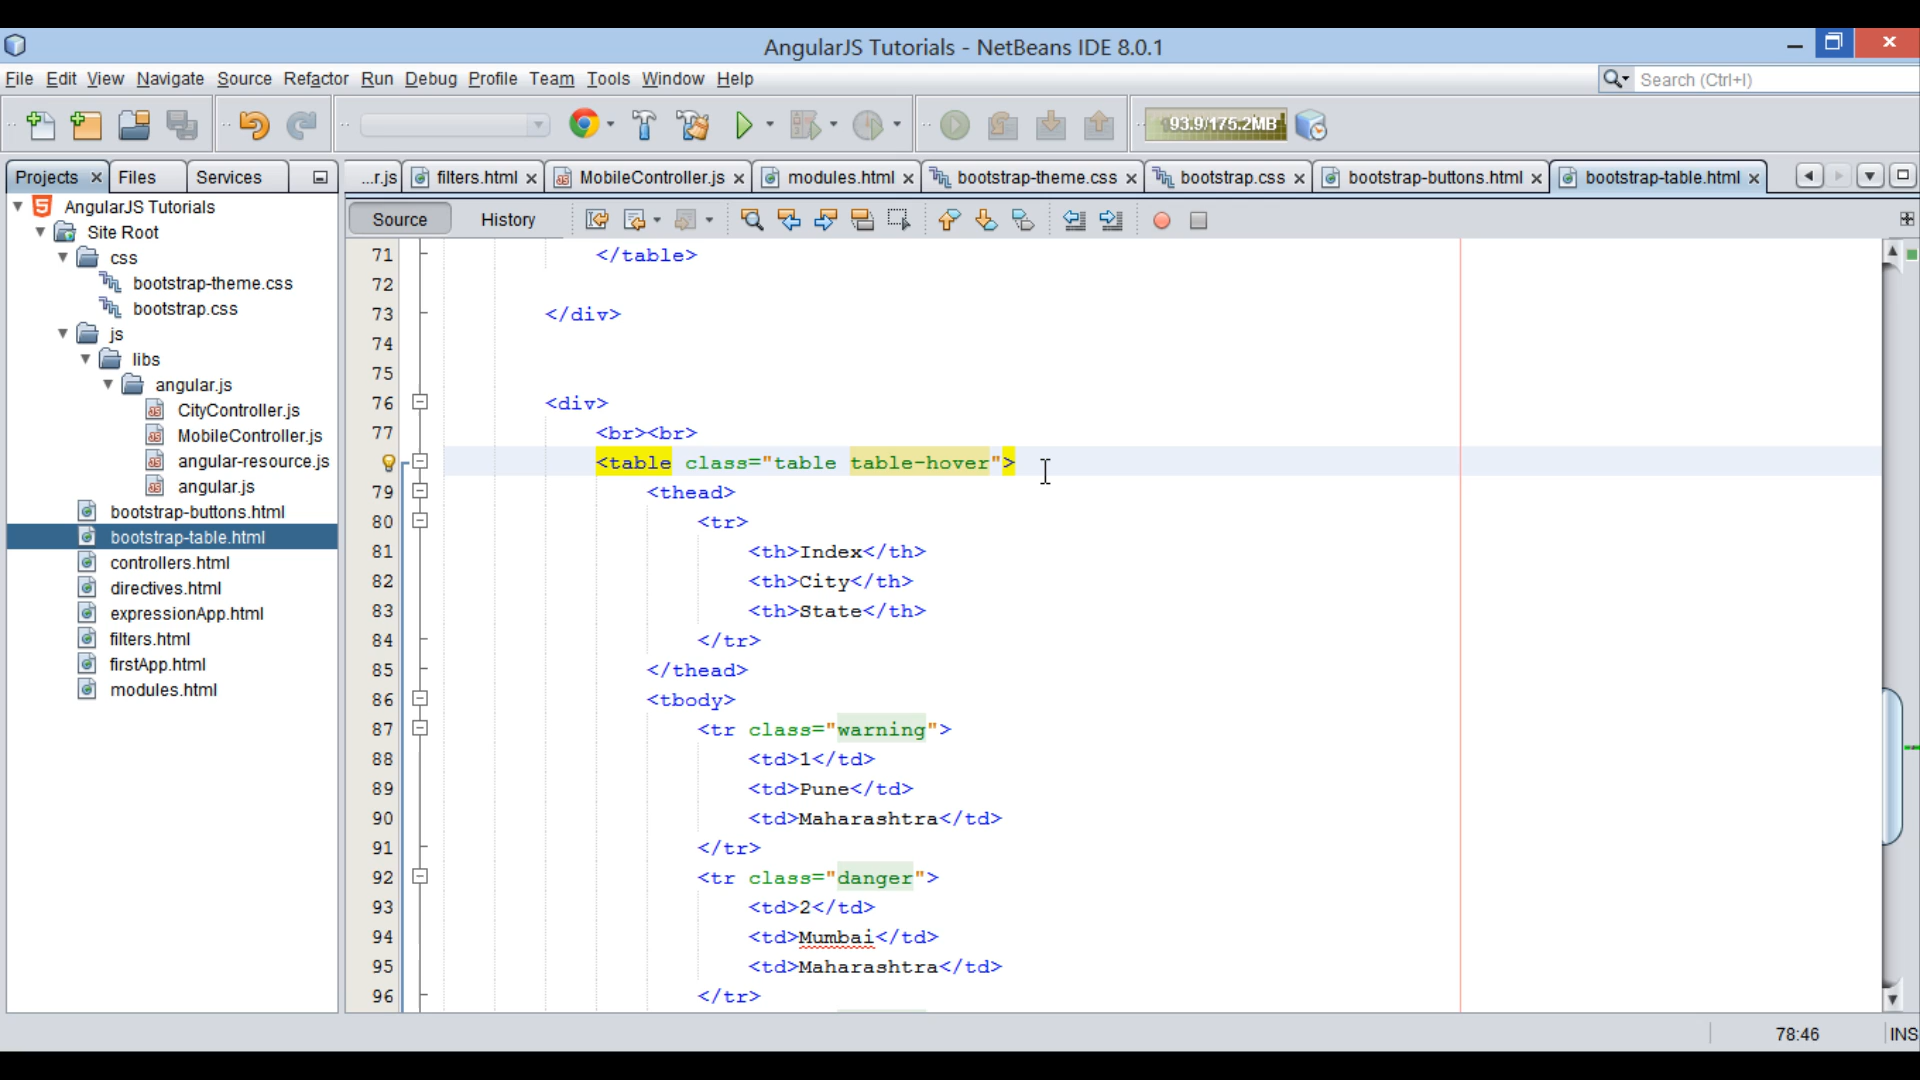 AngularJS Tutorials - NetBeans IDE 8.0.1
File Edit View Navigate Source Refactor Run Debug Profile Team Tools Window Help
Search (Ctrl+I)
93.9/175.2MB
Projects Files Services
...r.js filters.html MobileController.js modules.html bootstrap-theme.css bootstrap.css bootstrap-buttons.html bootstrap-table.html
Source History
AngularJS Tutorials
Site Root
css
bootstrap-theme.css
bootstrap.css
js
libs
angular.js
CityController.js
MobileController.js
angular-resource.js
angular.js
bootstrap-buttons.html
bootstrap-table.html
controllers.html
directives.html
expressionApp.html
filters.html
firstApp.html
modules.html
71 </table>
72
73 </div>
74
75
76 <div>
77 <br><br>
<table class="table table-hover">
79 <thead>
80 <tr>
81 <th>Index</th>
82 <th>City</th>
83 <th>State</th>
84 </tr>
85 </thead>
86 <tbody>
87 <tr class="warning">
88 <td>1</td>
89 <td>Pune</td>
90 <td>Maharashtra</td>
91 </tr>
92 <tr class="danger">
93 <td>2</td>
94 <td>Mumbai</td>
95 <td>Maharashtra</td>
96 </tr>
78:46 INS